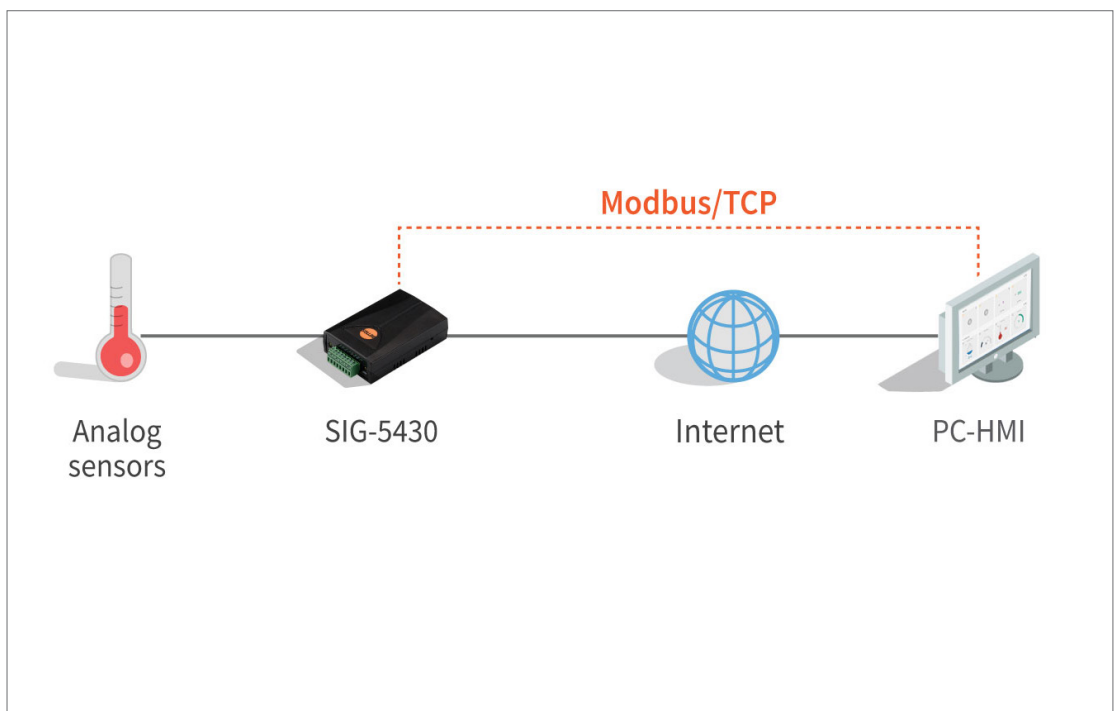 Modbus/TCP
Analog
sensors
SIG-5430
Internet
PC-HMI